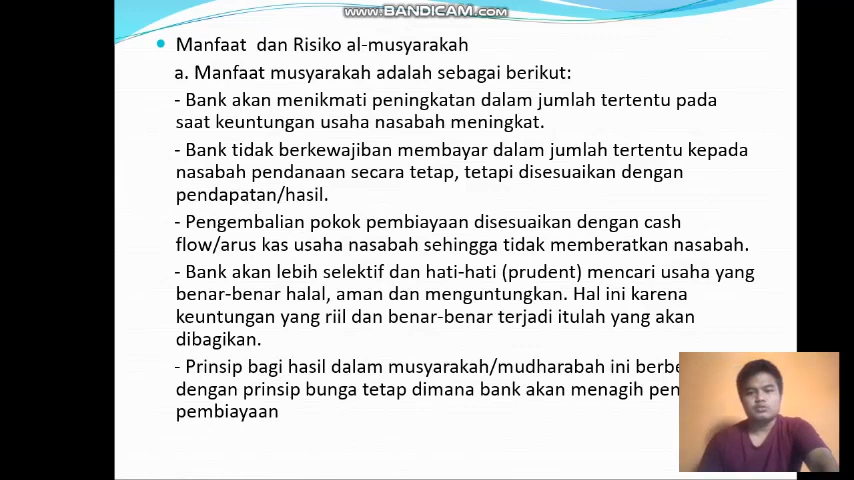 www.BANDICAM.com
Manfaat dan Risiko al-musyarakah
a. Manfaat musyarakah adalah sebagai berikut:
- Bank akan menikmati peningkatan dalam jumlah tertentu pada
saat keuntungan usaha nasabah meningkat.
- Bank tidak berkewajiban membayar dalam jumlah tertentu kepada
nasabah pendanaan secara tetap, tetapi disesuaikan dengan
pendapatan/hasil.
- Pengembalian pokok pembiayaan disesuaikan dengan cash
flow/arus kas usaha nasabah sehingga tidak memberatkan nasabah.
- Bank akan lebih selektif dan hati-hati (prudent) mencari usaha yang
benar-benar halal, aman dan menguntungkan. Hal ini karena
keuntungan yang riil dan benar-benar terjadi itulah yang akan
dibagikan.
- Prinsip bagi hasil dalam musyarakah/mudharabah ini
dengan prinsip bunga tetap dimana bank akan menagih
pembiayaan